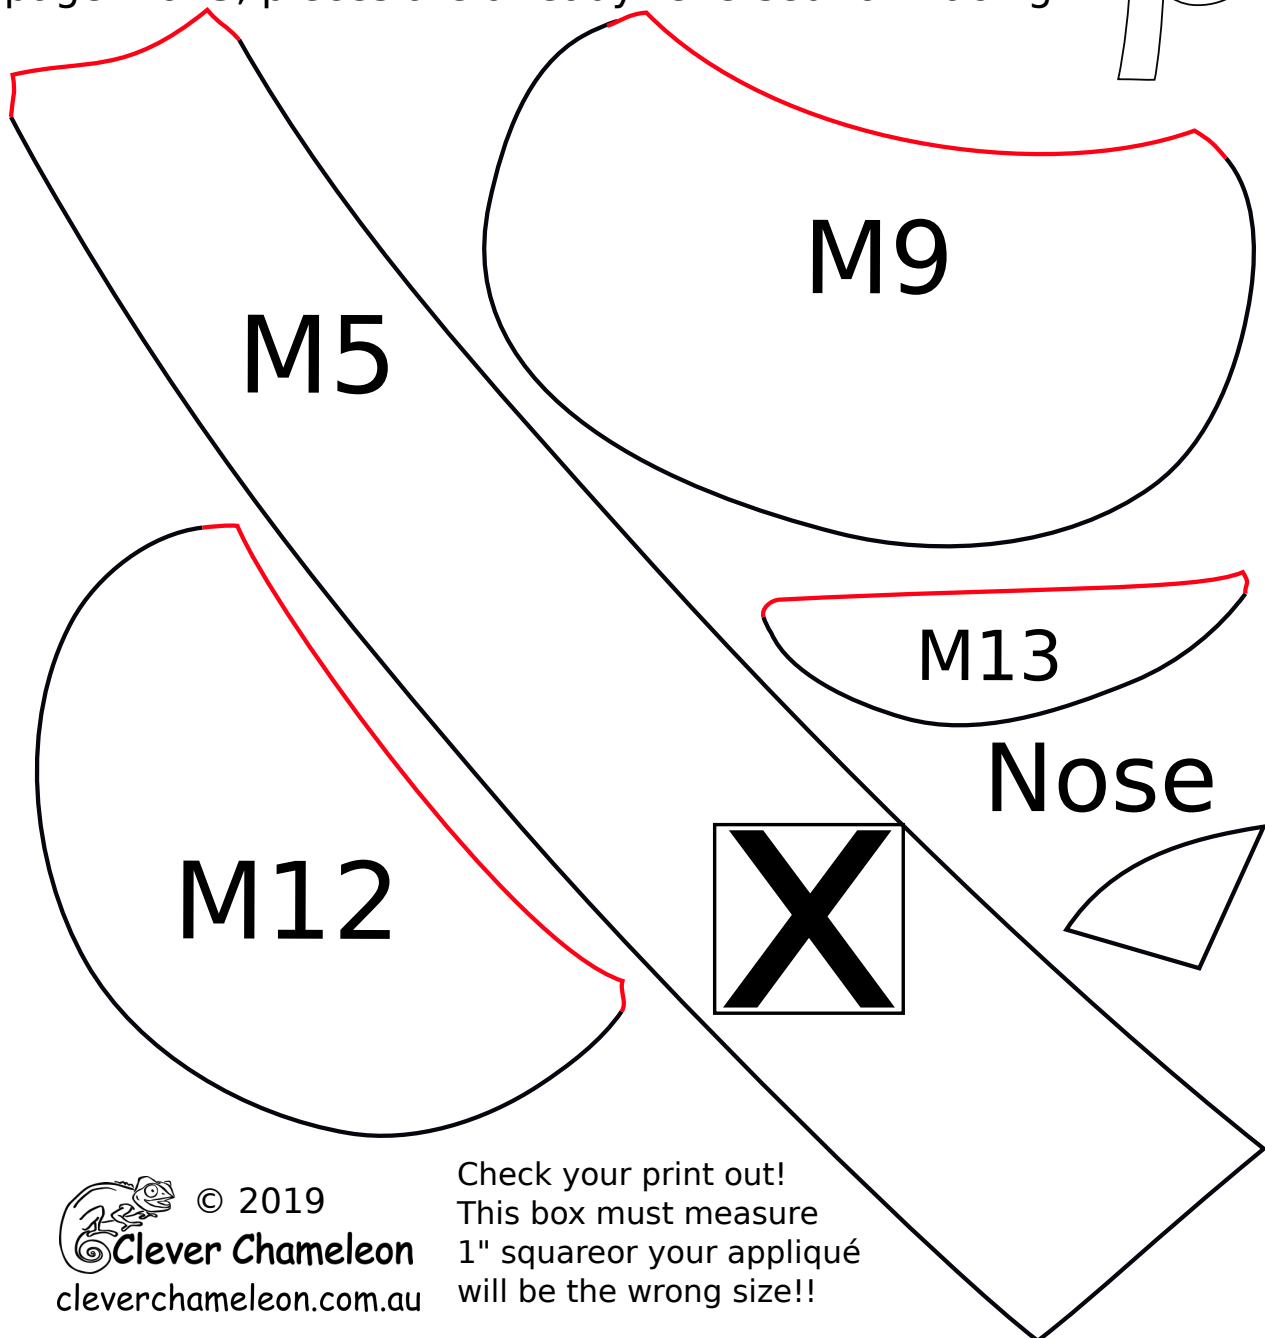 M9
M5
M13
Nose
X
M12
Check your print out!
This box must measure
1" squareor your appliqué
will be the wrong size!!
© 2019
Clever Chameleon
cleverchameleon.com.au